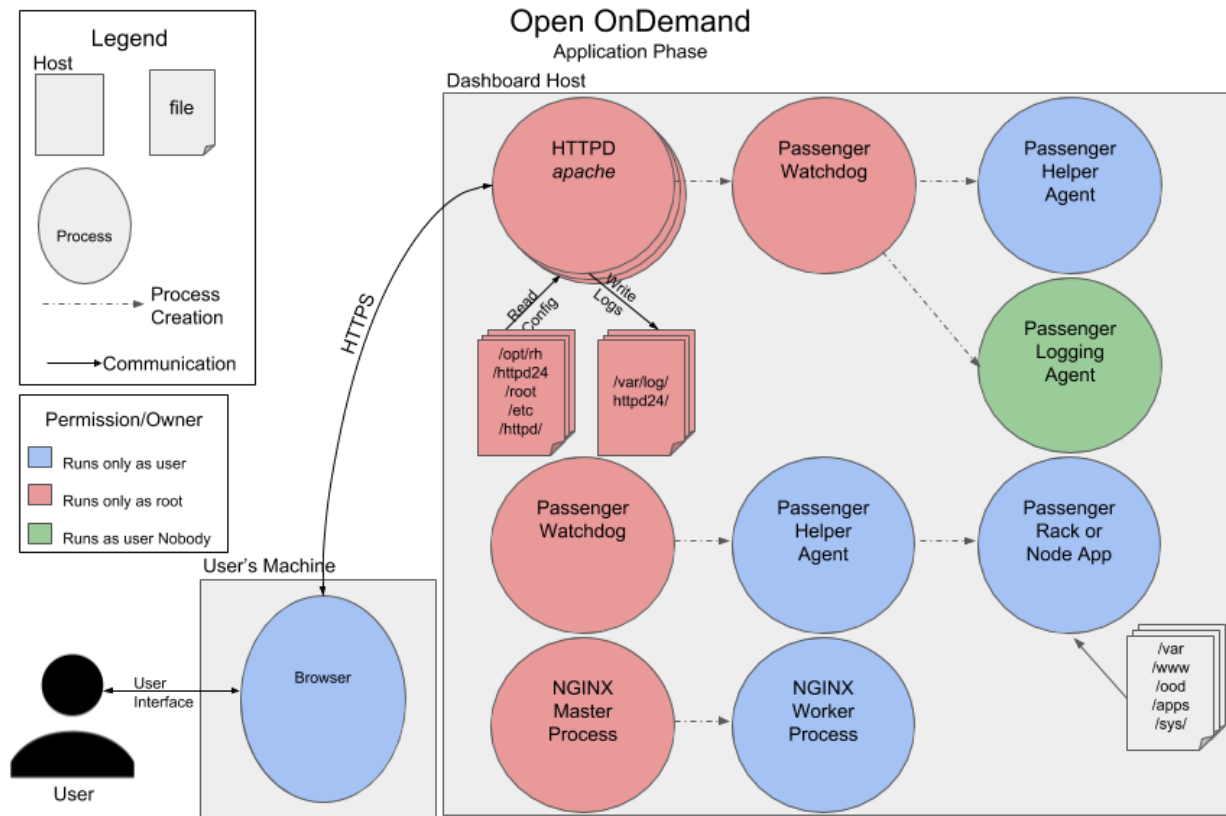 Open OnDemand
Application Phase
Legend
Host
file
Process
Process
Creation
Communication
Permission/Owner
Runs only as user
Runs only as root
Runs as user Nobody
User's Machine
Browser
User
Interface
User
HTTPS
Dashboard Host
HTTPD
apache
Passenger
Watchdog
Passenger
Helper
Agent
Read
Config
Write
Logs
/opt/rh
/httpd24
/root
/etc
/httpd/
/var/log/
httpd24/
Passenger
Logging
Agent
Passenger
Watchdog
Passenger
Helper
Agent
Passenger
Rack or
Node App
NGINX
Master
Process
NGINX
Worker
Process
/var
/www
/ood
/apps
/sys/